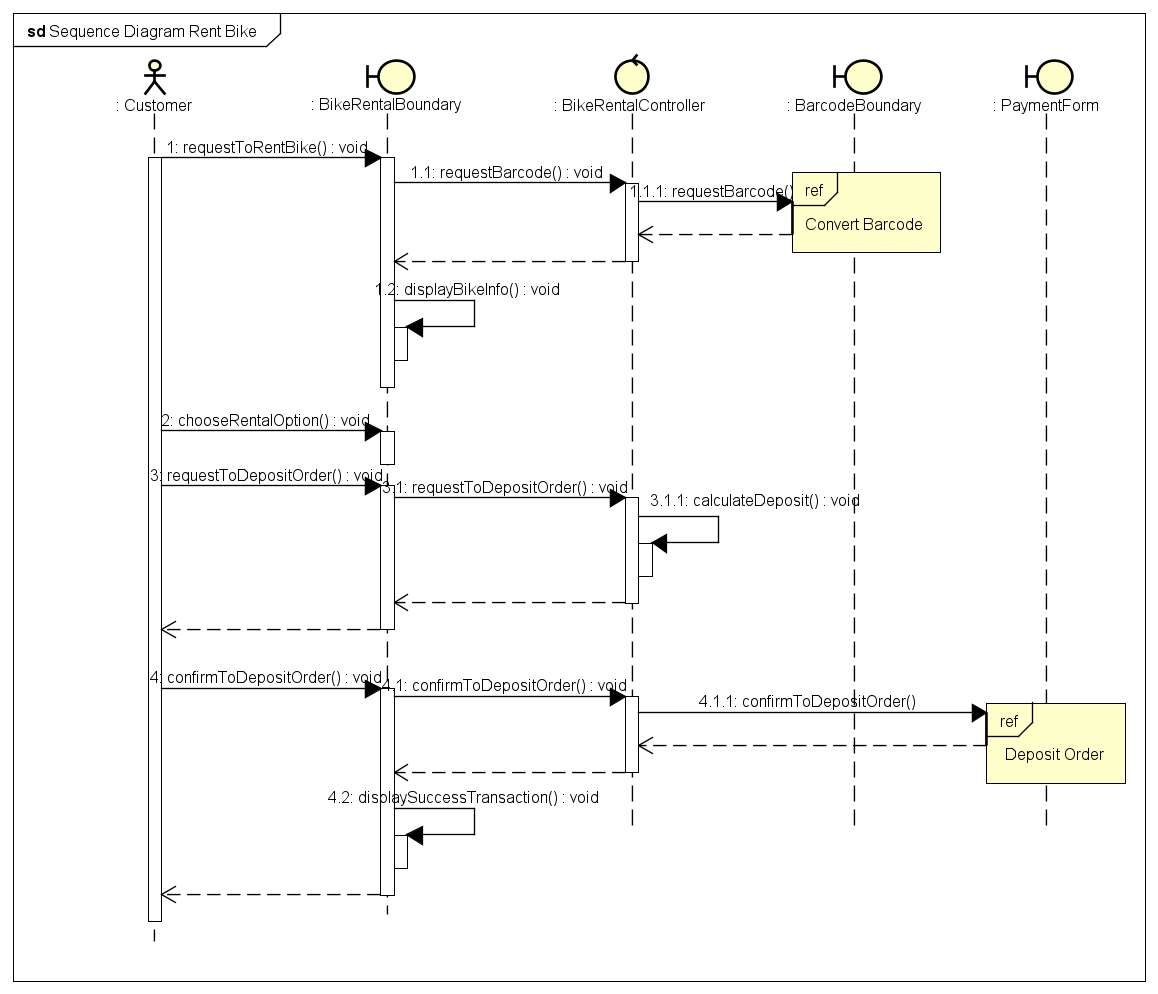 sd Sequence Diagram Rent Bike
: Customer
: BikeRentalBoundary
: BikeRentalController
: BarcodeBoundary
: PaymentForm
1: requestToRentBike() : void
1.1: requestBarcode() : void
1.1.1: requestBarcode()
ref
Convert Barcode
1.2: displayBikeInfo() : void
2: chooseRentalOption() : void
3: requestToDepositOrder() : void
3.1: requestToDepositOrder() : void
3.1.1: calculateDeposit() : void
4: confirmToDepositOrder() : void
4.1: confirmToDepositOrder() : void
4.1.1: confirmToDepositOrder()
ref
Deposit Order
4.2: displaySuccessTransaction() : void